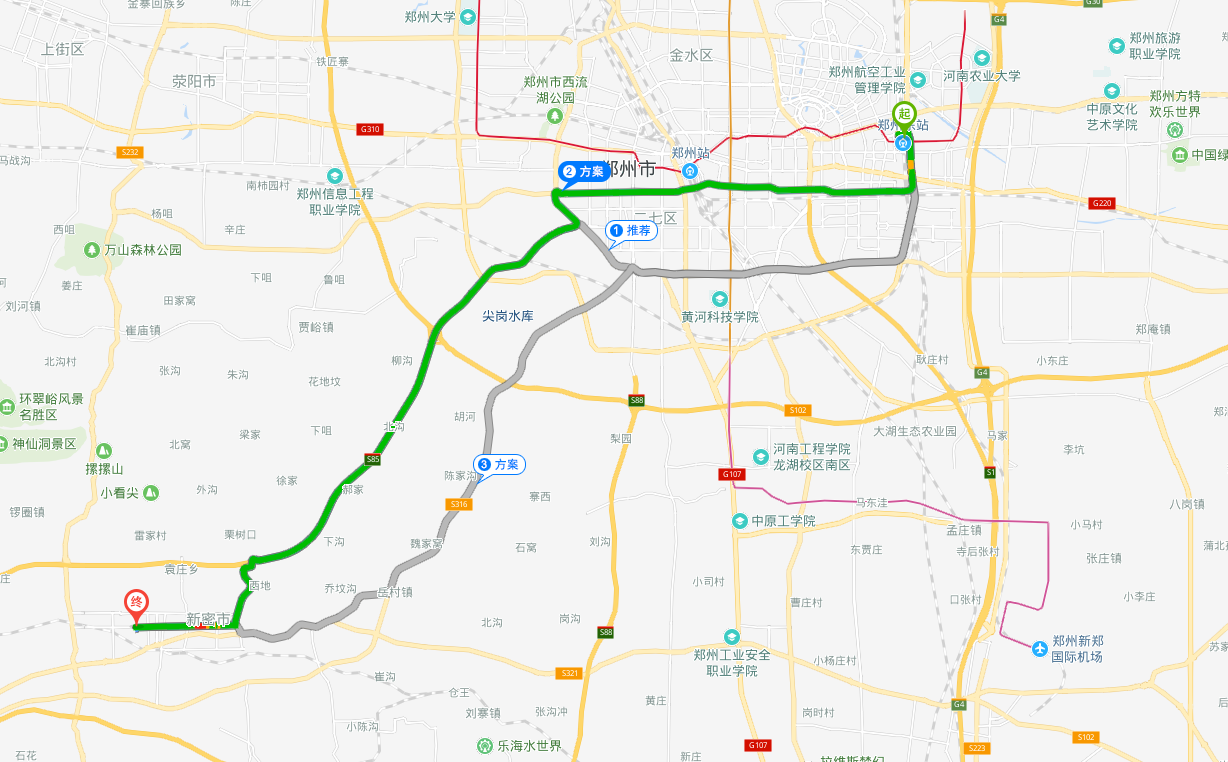 金寨回族乡
陈庄
G30
郑州大学
G4
上街区
荥阳市
铁匠寨
金水区
郑州旅游
职业学院
郑州航空工业
管理学院
河南农业大学
郑州市西流
湖公园
中原文化
艺术学院
郑州方特
欢乐世界
起
G310
S232
马战沟
郑州站
中国绿
2 方案
郑州市
郑州信息工程
职业学院
雨柿园村
杨咀
二七区
G220
西咀
辛庄
1 推荐
万山森林公园
姜庄
下咀
鲁咀
刘河镇
田家窝
崔庙镇
贾峪镇
尖岗水库
黄河科技学院
郑庵镇
北沟村
张沟
朱沟
花地坟
柳沟
耿庄村
小东庄
G4
环翠峪风景
名胜区
S88
S102
胡河
神仙洞景区
北窝
梁家
下咀
北沟
梨园
大湖生态农业园
马家
李坑
摞摞山
S85
河南工程学院
龙湖校区南区
小看尖
外沟
徐家
郝家
陈家沟
3 方案
G107
S1
锣圈镇
S316
寨西
马东洼
八岗镇
雷家村
栗树口
下沟
魏家窝
石窝
刘沟
中原工学院
孟庄镇
小马村
东贾庄
寺后张村
张庄镇
袁庄乡
西地
乔坟沟
岳村镇
小司村
曹庄村
口张村
小李庄
终
新密市
北沟
岗沟
S88
郑州工业安全
职业学院
郑州新郑
国际机场
S321
小杨庄村
崔沟
仓王
刘寨镇
张沟冲
黄庄
岗时村
G4
小陈沟
石花
乐海水世界
新庄
G107
S223
S102